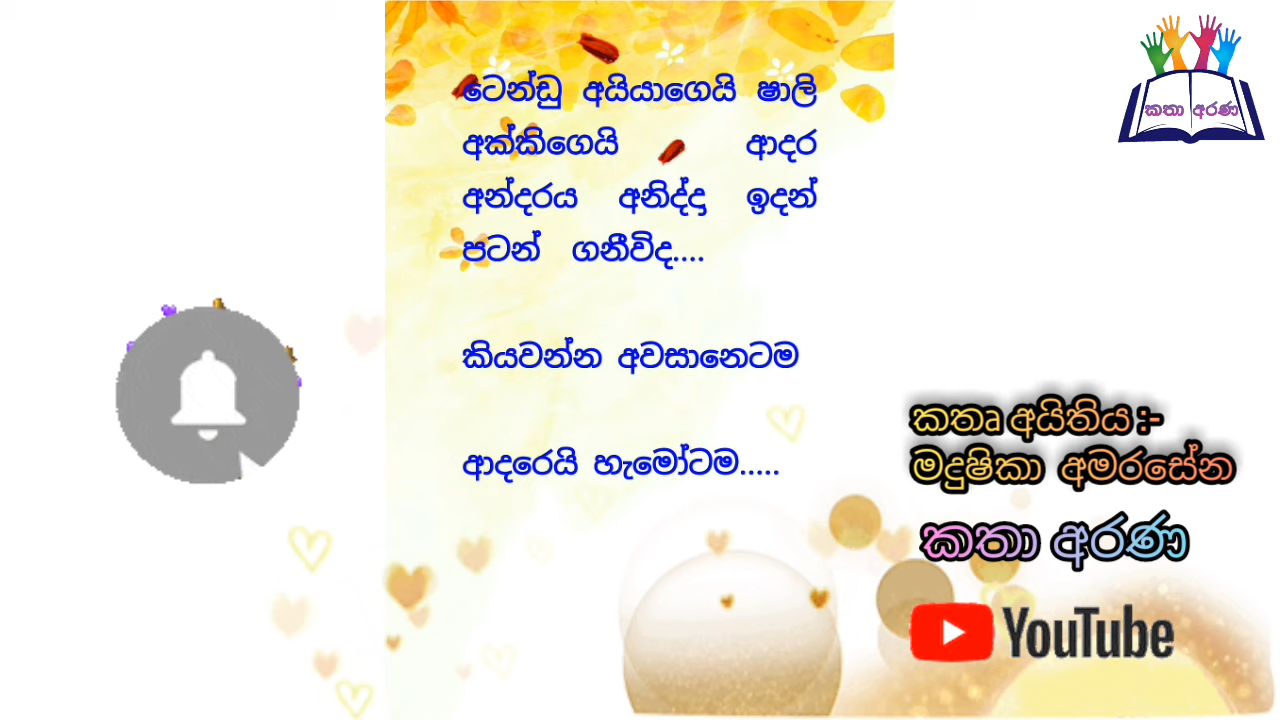 කතා අරණ
ටෙන්ඩු අයියාගෙයි ෂාලි
අක්කිගෙයි ආදර
අන්දරය අනිද්දා ඉදන්
පටන් ගනීවිද....
කියවන්න අවසානෙටම
ආදරෙයි හැමෝටම.....
කතෘ අයිතිය :-
මදුෂිකා අමරසේන
කතා අරණ
YouTube